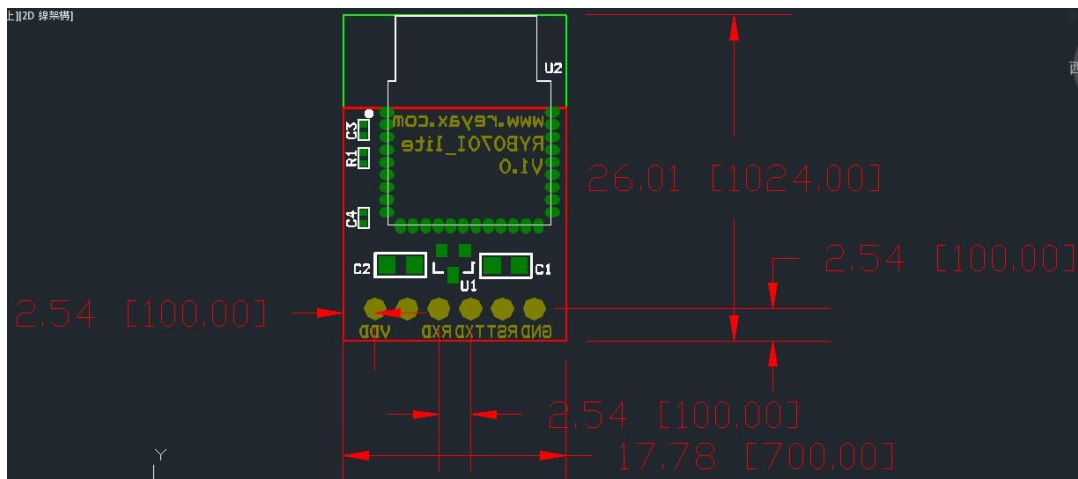 上][2D 線架構]
U2
西
www.reyax.com
C3
RYB070I_lite
R1
V1.0
26.01 [1024.00]
C4
2.54 [100.00]
C2
C1
U1
2.54 [100.00]
VDD RXD TXD RST GND
2.54 [100.00]
17.78 [700.00]
Y